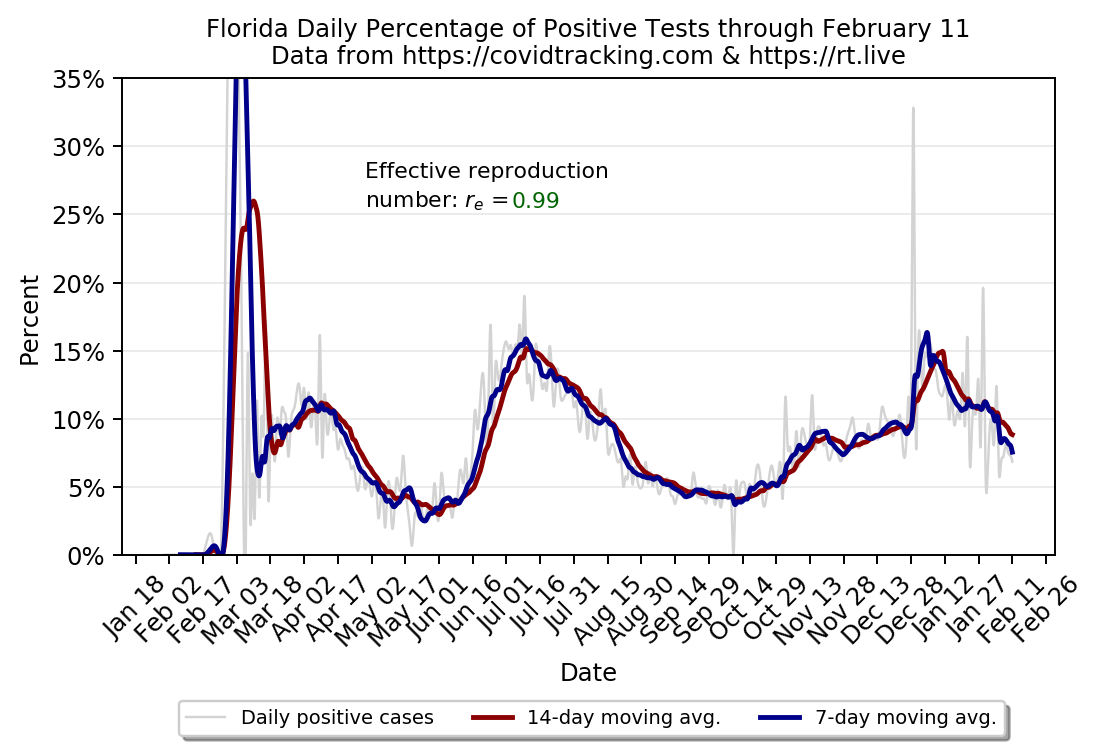 Florida Daily Percentage of Positive Tests through February 11
Data from https://covidtracking.com & https://rt.live
35%
30%
25%
20%
15%
10%
5%
0%
Percent
Effective reproduction
number: rₑ = 0.99
Jan 18
Feb 02
Feb 17
Mar 03
Mar 18
Apr 02
Apr 17
May 02
May 17
Jun 01
Jun 16
Jul 01
Jul 16
Jul 31
Aug 15
Aug 30
Sep 14
Sep 29
Oct 14
Oct 29
Nov 13
Nov 28
Dec 13
Dec 28
Jan 12
Jan 27
Feb 11
Feb 26
Date
Daily positive cases
14-day moving avg.
7-day moving avg.